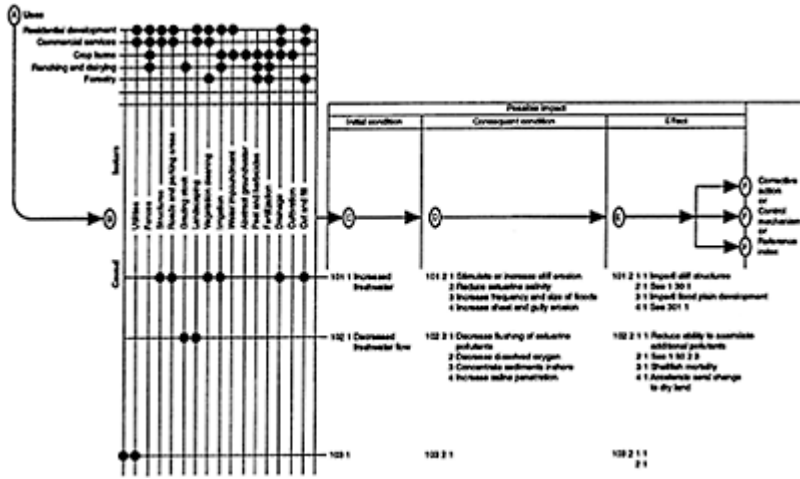 A Uses
Residential development
Commercial services
Crop farms
Ranching and dairying
Forestry
Possible impact
Initial condition
Consequent condition
Effect
Causal
factors
Utilities
Fences
Structures
Roads and parking areas
Grazing stock
Landscaping
Vegetation clearing
Irrigation
Water impoundment
Abstract groundwater
Pest and herbicides
Fertilization
Drainage
Cultivation
Cut and fill
B
C
D
E
F
F
F
Corrective
action
or
Control
mechanism
or
Reference
index
101 1 Increased
freshwater
101 2 1 Stimulate or increase cliff erosion
2 Reduce estuarine salinity
3 Increase frequency and size of floods
4 Increase sheet and gully erosion
101 2 1 1 Imperil cliff structures
2 1 See 1 30 1
3 1 Imperil flood plain development
4 1 See 301 1
102 1 Decreased
freshwater flow
102 2 1 Decrease flushing of estuarine
pollutants
2 Decrease dissolved oxygen
3 Concentrate sediments inshore
4 Increase saline penetration
102 2 1 1 Reduce ability to assimilate
additional pollutants
2 1 See 1 50 2 3
3 1 Shellfish mortality
4 1 Accelerate sand change
to dry land
103 1
103 2 1
103 2 1 1
2 1